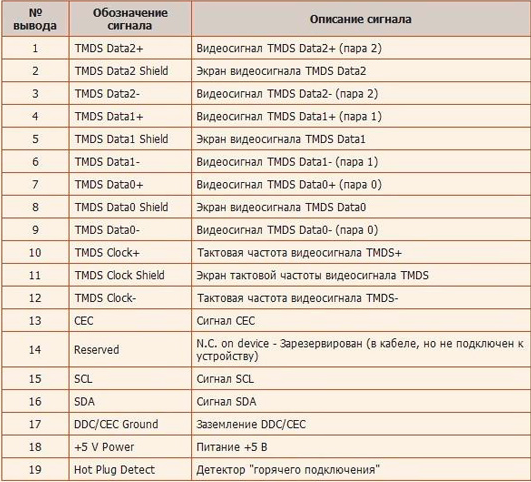 № вывода Обозначение сигнала Описание сигнала
1 TMDS Data2+ Видеосигнал TMDS Data2+ (пара 2)
2 TMDS Data2 Shield Экран видеосигнала TMDS Data2
3 TMDS Data2- Видеосигнал TMDS Data2- (пара 2)
4 TMDS Data1+ Видеосигнал TMDS Data1+ (пара 1)
5 TMDS Data1 Shield Экран видеосигнала TMDS Data1
6 TMDS Data1- Видеосигнал TMDS Data1- (пара 1)
7 TMDS Data0+ Видеосигнал TMDS Data0+ (пара 0)
8 TMDS Data0 Shield Экран видеосигнала TMDS Data0
9 TMDS Data0- Видеосигнал TMDS Data0- (пара 0)
10 TMDS Clock+ Тактовая частота видеосигнала TMDS+
11 TMDS Clock Shield Экран тактовой частоты видеосигнала TMDS
12 TMDS Clock- Тактовая частота видеосигнала TMDS-
13 CEC Сигнал CEC
14 Reserved N.C. on device - Зарезервирован (в кабеле, но не подключен к
устройству)
15 SCL Сигнал SCL
16 SDA Сигнал SDA
17 DDC/CEC Ground Заземление DDC/CEC
18 +5 V Power Питание +5 В
19 Hot Plug Detect Детектор "горячего подключения"